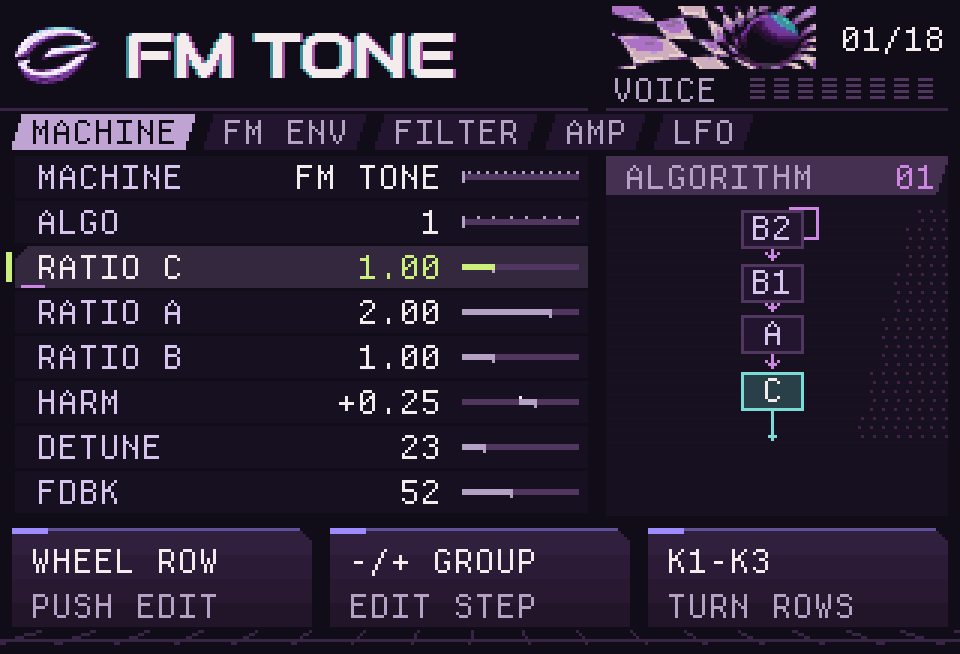 FM TONE
01/18
VOICE
MACHINE FM ENV FILTER AMP LFO
MACHINE FM TONE
ALGO 1
RATIO C 1.00
RATIO A 2.00
RATIO B 1.00
HARM +0.25
DETUNE 23
FDBK 52
ALGORITHM 01
B2
B1
A
C
WHEEL ROW
PUSH EDIT
-/+ GROUP
EDIT STEP
K1-K3
TURN ROWS